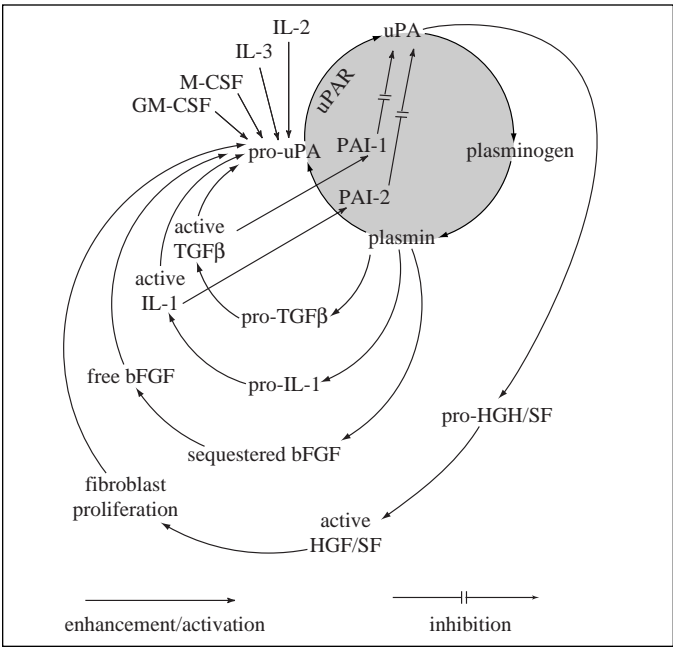 IL-2
uPA
IL-3
M-CSF
GM-CSF
uPAR
pro-uPA
PAI-1
plasminogen
PAI-2
active
TGFβ
plasmin
active
IL-1
pro-TGFβ
free bFGF
pro-IL-1
pro-HGH/SF
sequestered bFGF
fibroblast
proliferation
active
HGF/SF
enhancement/activation
inhibition